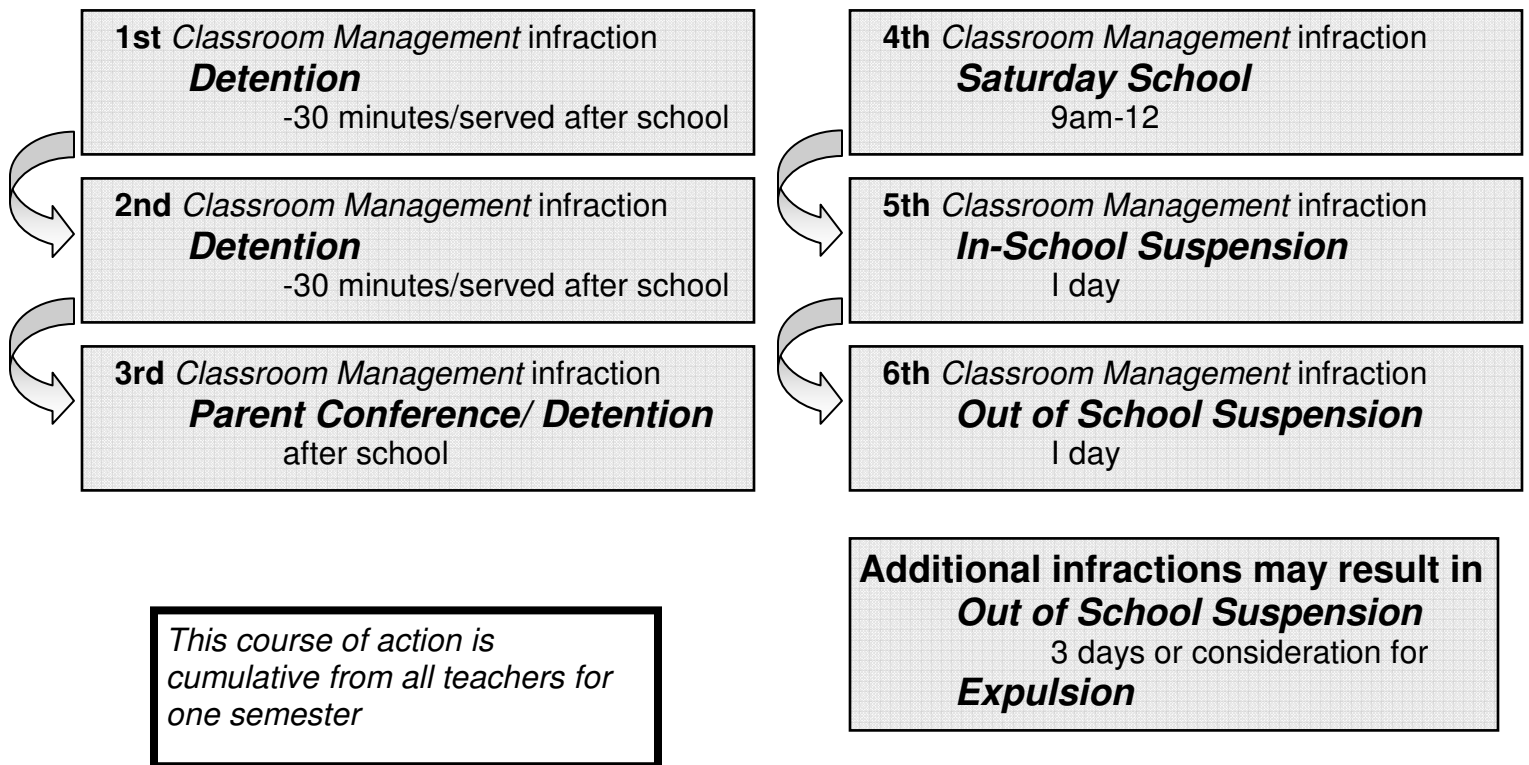 1st Classroom Management infraction
Detention
-30 minutes/served after school
2nd Classroom Management infraction
Detention
-30 minutes/served after school
3rd Classroom Management infraction
Parent Conference/ Detention
after school
4th Classroom Management infraction
Saturday School
9am-12
5th Classroom Management infraction
In-School Suspension
I day
6th Classroom Management infraction
Out of School Suspension
I day
Additional infractions may result in
Out of School Suspension
3 days or consideration for
Expulsion
This course of action is
cumulative from all teachers for
one semester